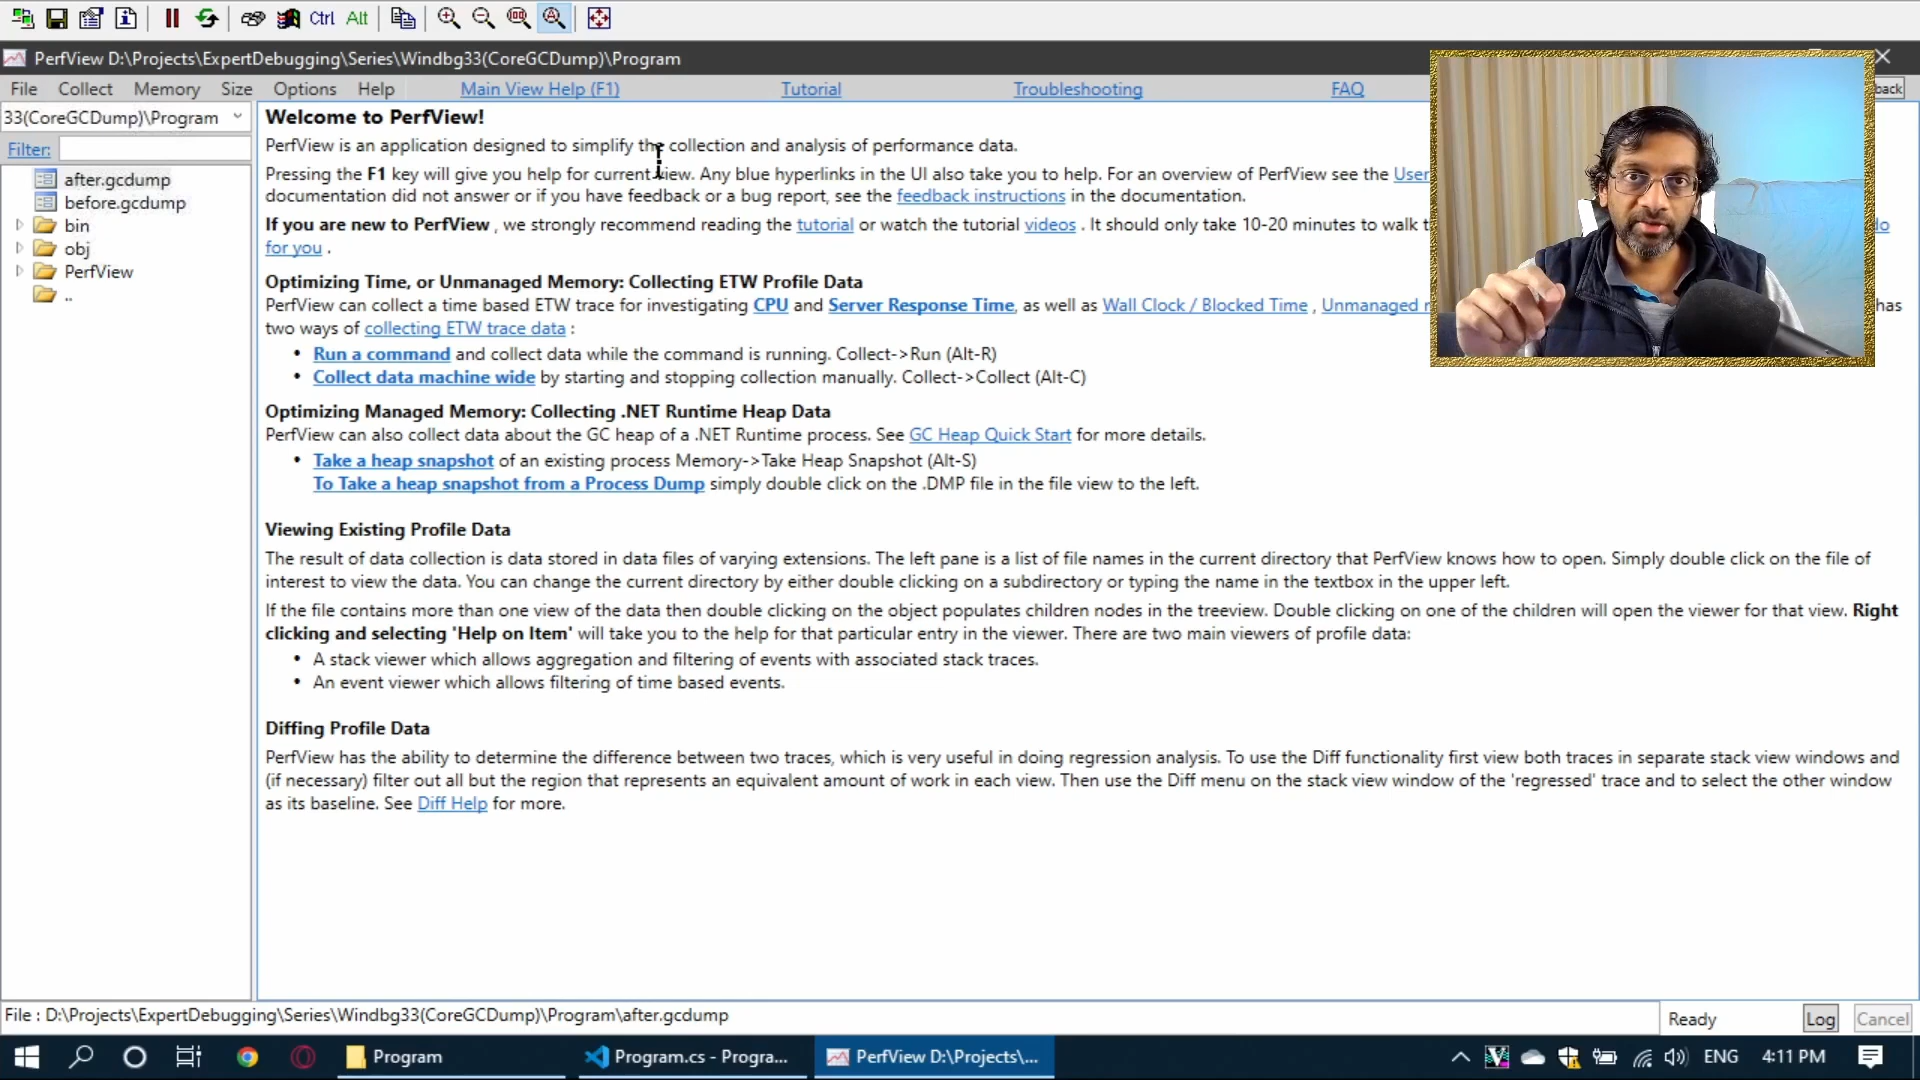 Ctrl Alt
PerfView D:\Projects\ExpertDebugging\Series\Windbg33(CoreGCDump)\Program
File Collect Memory Size Options Help Main View Help (F1) Tutorial Troubleshooting FAQ back
33(CoreGCDump)\Program
Filter:
after.gcdump
before.gcdump
bin
obj
PerfView
..
Welcome to PerfView!
PerfView is an application designed to simplify the collection and analysis of performance data.
Pressing the F1 key will give you help for current view. Any blue hyperlinks in the UI also take you to help. For an overview of PerfView see the User
documentation did not answer or if you have feedback or a bug report, see the feedback instructions in the documentation.
If you are new to PerfView , we strongly recommend reading the tutorial or watch the tutorial videos . It should only take 10-20 minutes to walk t do
for you .
Optimizing Time, or Unmanaged Memory: Collecting ETW Profile Data
PerfView can collect a time based ETW trace for investigating CPU and Server Response Time, as well as Wall Clock / Blocked Time , Unmanaged has
two ways of collecting ETW trace data :
• Run a command and collect data while the command is running. Collect->Run (Alt-R)
• Collect data machine wide by starting and stopping collection manually. Collect->Collect (Alt-C)
Optimizing Managed Memory: Collecting .NET Runtime Heap Data
PerfView can also collect data about the GC heap of a .NET Runtime process. See GC Heap Quick Start for more details.
• Take a heap snapshot of an existing process Memory->Take Heap Snapshot (Alt-S)
To Take a heap snapshot from a Process Dump simply double click on the .DMP file in the file view to the left.
Viewing Existing Profile Data
The result of data collection is data stored in data files of varying extensions. The left pane is a list of file names in the current directory that PerfView knows how to open. Simply double click on the file of
interest to view the data. You can change the current directory by either double clicking on a subdirectory or typing the name in the textbox in the upper left.
If the file contains more than one view of the data then double clicking on the object populates children nodes in the treeview. Double clicking on one of the children will open the viewer for that view. Right
clicking and selecting 'Help on Item' will take you to the help for that particular entry in the viewer. There are two main viewers of profile data:
• A stack viewer which allows aggregation and filtering of events with associated stack traces.
• An event viewer which allows filtering of time based events.
Diffing Profile Data
PerfView has the ability to determine the difference between two traces, which is very useful in doing regression analysis. To use the Diff functionality first view both traces in separate stack view windows and
(if necessary) filter out all but the region that represents an equivalent amount of work in each view. Then use the Diff menu on the stack view window of the 'regressed' trace and to select the other window
as its baseline. See Diff Help for more.
File : D:\Projects\ExpertDebugging\Series\Windbg33(CoreGCDump)\Program\after.gcdump
Ready Log Cancel
Program Program.cs - Progra... PerfView D:\Projects\... ENG 4:11 PM